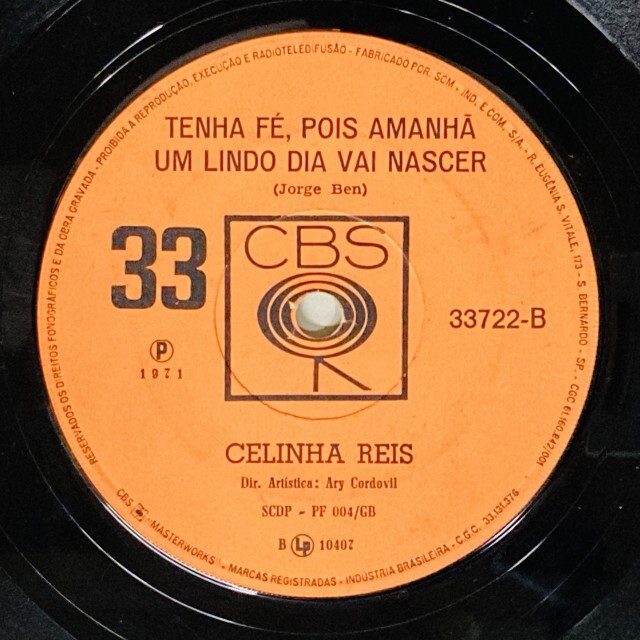 RESERVADOS OS DIREITOS FONOGRÁFICOS E DA OBRA GRAVADA - PROIBIDA A REPRODUÇÃO, EXECUÇÃO E RADIOTELEDIFUSÃO - FABRICADO POR: SOM - IND. E COM. S/A. - R. EUGÊNIA S. VITALE, 173 - S. BERNARDO - SP - CGC 61.160.842/001
TENHA FÉ, POIS AMANHÃ
UM LINDO DIA VAI NASCER
(Jorge Ben)
33
CBS
33722-B
P
1971
CELINHA REIS
Dir. Artística: Ary Cordovil
SCDP - PF 004/GB
B Lp 10407
CBS MASTERWORKS - MARCAS REGISTRADAS - INDÚSTRIA BRASILEIRA - C.G.C. 33.131.376